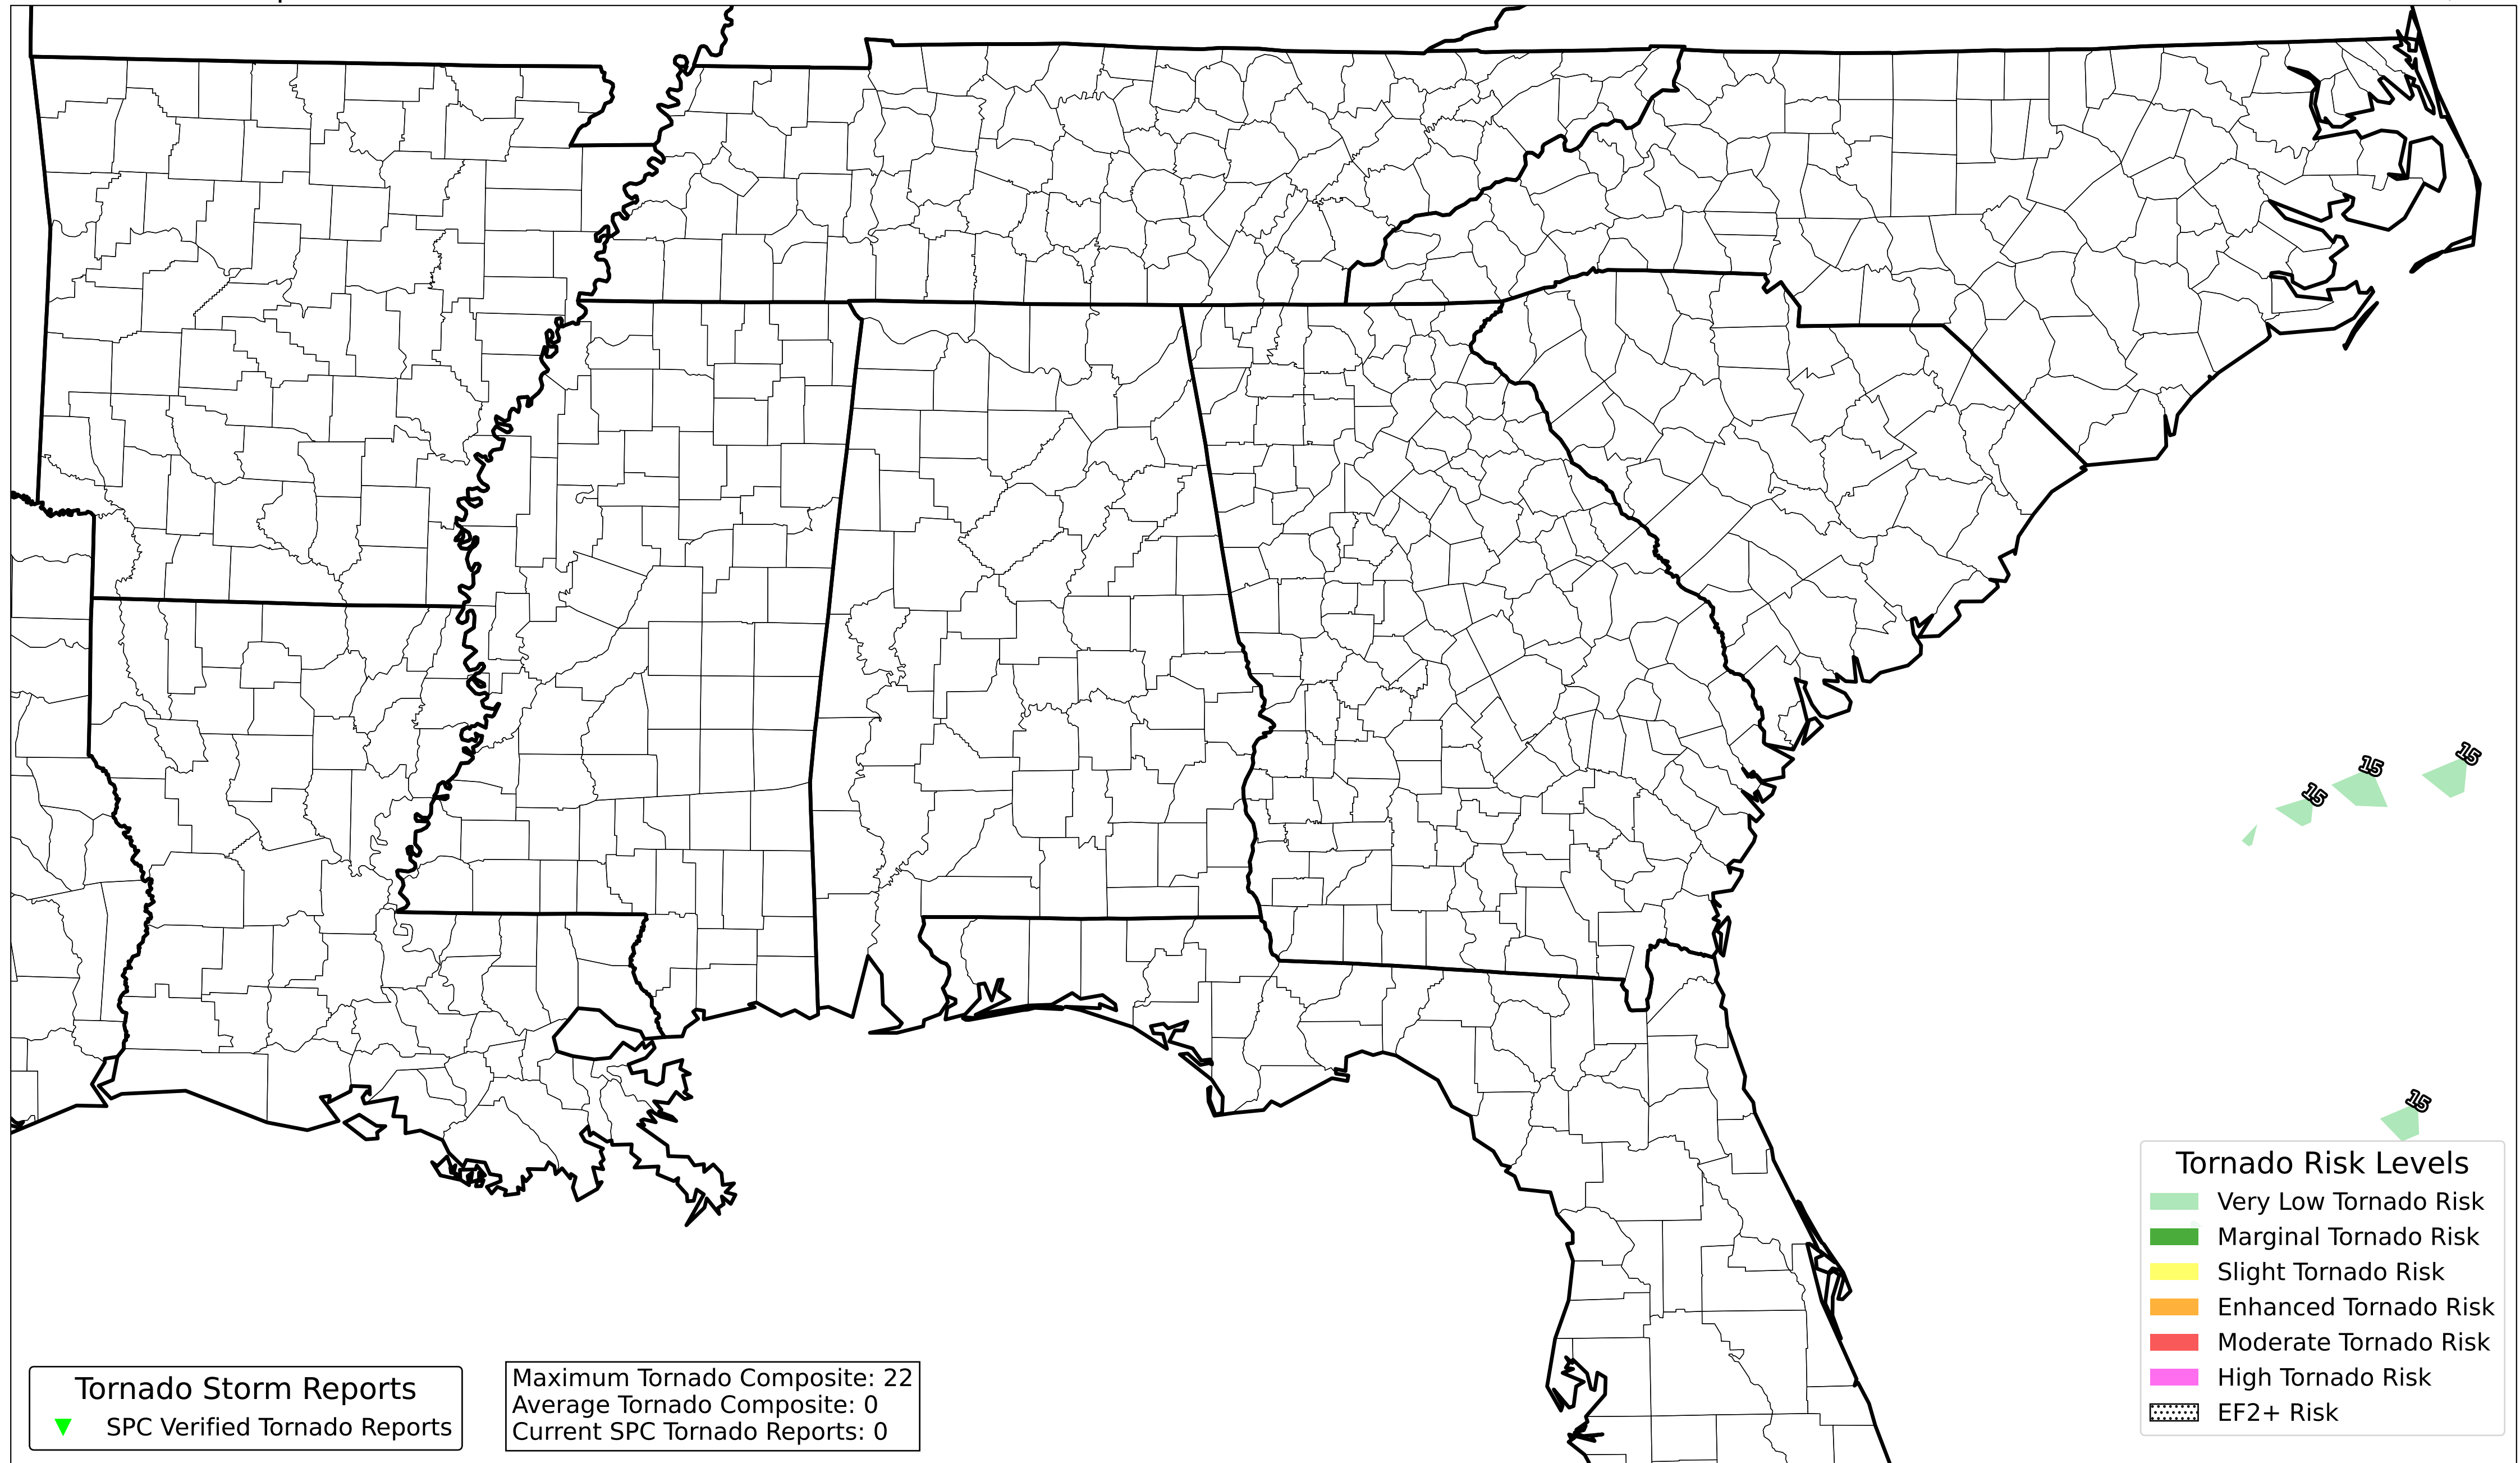 15
15
15
15
Tornado Risk Levels
Very Low Tornado Risk
Marginal Tornado Risk
Slight Tornado Risk
Enhanced Tornado Risk
Moderate Tornado Risk
High Tornado Risk
EF2+ Risk
Tornado Storm Reports
SPC Verified Tornado Reports
Maximum Tornado Composite: 22
Average Tornado Composite: 0
Current SPC Tornado Reports: 0